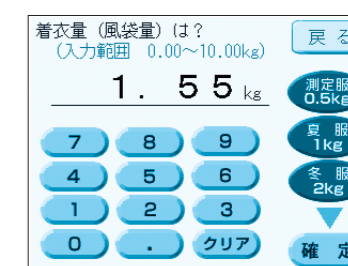 着衣量（風袋量）は？
（入力範囲 0.00～10.00kg）
戻る
1. 55 kg
測定服
0.5kg
7 8 9
夏 服
1kg
4 5 6
冬 服
2kg
1 2 3
0 . クリア
確 定